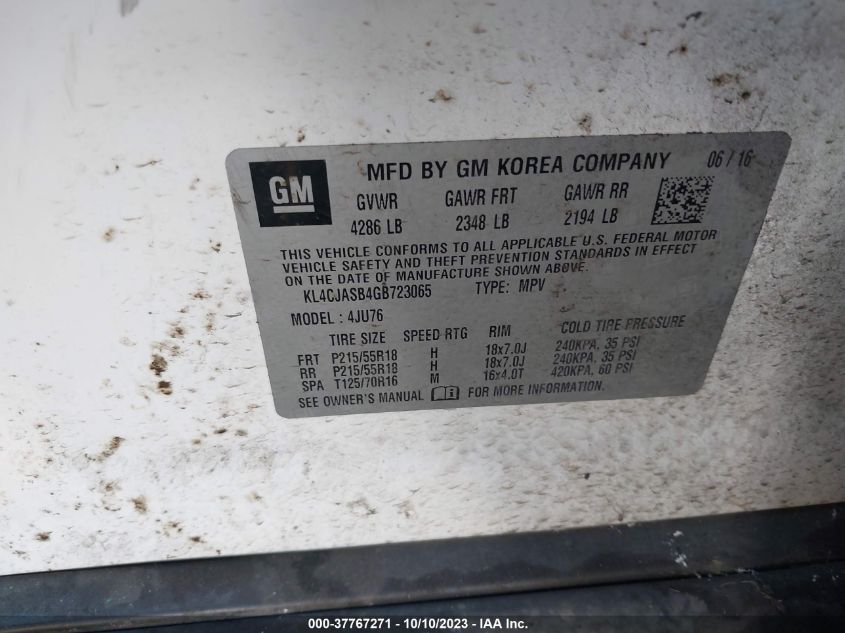 GM
MFD BY GM KOREA COMPANY 06/16
GVWR GAWR FRT GAWR RR
4286 LB 2348 LB 2194 LB
THIS VEHICLE CONFORMS TO ALL APPLICABLE U.S. FEDERAL MOTOR
VEHICLE SAFETY AND THEFT PREVENTION STANDARDS IN EFFECT
ON THE DATE OF MANUFACTURE SHOWN ABOVE.
KL4CJASB4GB723065 TYPE: MPV
MODEL: 4JU76
TIRE SIZE SPEED RTG RIM COLD TIRE PRESSURE
FRT P215/55R18 H 18x7.0J 240KPA, 35 PSI
RR P215/55R18 H 18x7.0J 240KPA, 35 PSI
SPA T125/70R16 M 16x4.0T 420KPA, 60 PSI
SEE OWNER'S MANUAL FOR MORE INFORMATION.
000-37767271 - 10/10/2023 - IAA Inc.